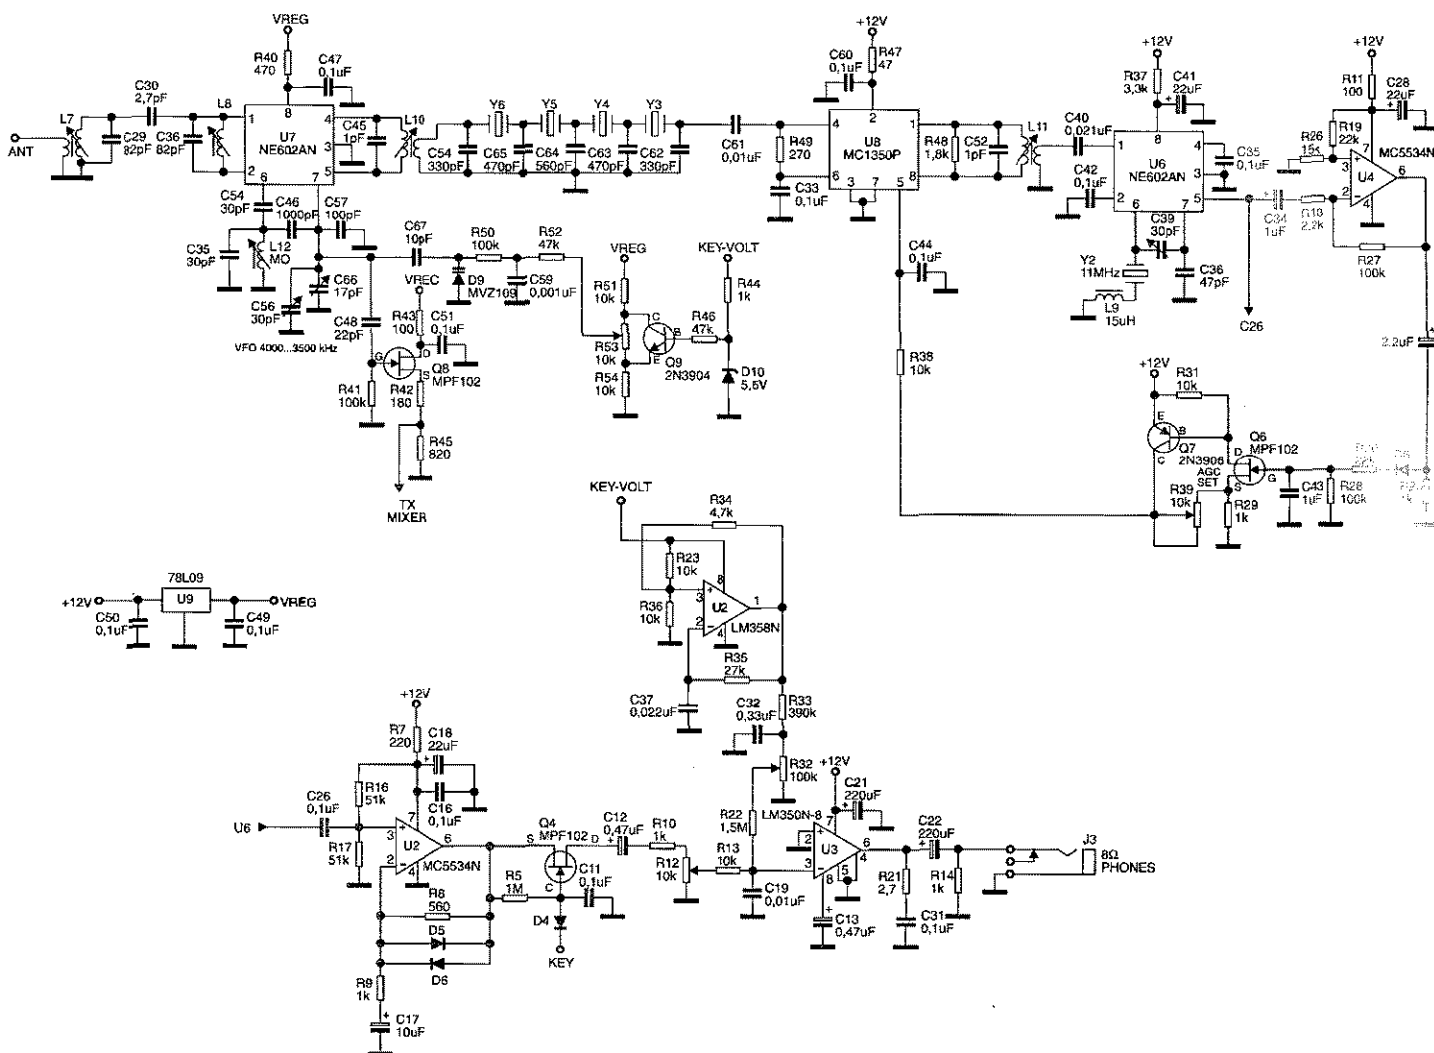 VREG
R40
470
C47
0,1uF
C30
2,7pF
L7
L8
ANT
C29
82pF
C36
82pF
1
2
8
U7
NE602AN
4
3
5
6
7
C45
1pF
L10
Y6
Y5
Y4
Y3
C54
330pF
C65
470pF
C64
560pF
C63
470pF
C62
330pF
C61
0,01uF
C54
30pF
C46
1000pF
C57
100pF
C35
30pF
L12
MO
C66
17pF
C56
30pF
VFO 4000...3500 kHz
C67
10pF
R50
100k
R52
47k
D9
MVZ109
C59
0,001uF
C48
22pF
VREC
R43
100
C51
0,1uF
G
D
S
Q8
MPF102
R41
100k
R42
180
R45
820
TX
MIXER
VREG
R51
10k
R53
10k
R54
10k
C
B
E
Q9
2N3904
R46
47k
KEY-VOLT
R44
1k
D10
5,6V
+12V
C60
0,1uF
R47
47
2
4
6
U8
MC1350P
1
8
3
7
5
R49
270
C33
0,1uF
R48
1,8k
C52
1pF
L11
C44
0,1uF
R38
10k
+12V
R37
3,3k
C41
22uF
+
C40
0,021uF
C42
0,1uF
8
1
2
U6
NE602AN
4
3
5
6
7
C35
0,1uF
C39
30pF
Y2
11MHz
L9
15uH
C36
47pF
C26
+12V
R11
100
C28
22uF
+
R19
22k
R26
15k
7
MC5534N
3
2
+
−
U4
6
4
C34
1uF
+
R18
2,2k
R27
100k
2.2uF
+12V
R31
10k
E
B
C
Q7
2N3906
AGC
SET
Q6
MPF102
D
S
G
R39
10k
R29
1k
C43
1uF
R28
100k
KEY-VOLT
R34
4,7k
R23
10k
R36
10k
3
2
+
−
8
U2
1
4
LM358N
R35
27k
C37
0,022uF
C32
0,33uF
R33
390k
R32
100k
78L09
+12V
U9
VREG
C50
0,1uF
C49
0,1uF
+12V
R7
220
C18
22uF
+
R16
51k
C16
0,1uF
U6
C26
0,1uF
R17
51k
7
3
2
+
−
U2
6
MC5534N
4
R8
560
D5
D6
R9
1k
C17
10uF
+
Q4
MPF102
S
D
C
R5
1M
C11
0,1uF
D4
KEY
C12
0,47uF
+
R10
1k
R12
10k
R13
10k
R22
1,5M
C19
0,01uF
+12V
C21
220uF
+
LM350N-8
7
2
3
+
−
U3
6
5
4
8
C13
0,47uF
+
C22
220uF
+
R21
2,7
C31
0,1uF
R14
1k
J3
8Ω
PHONES